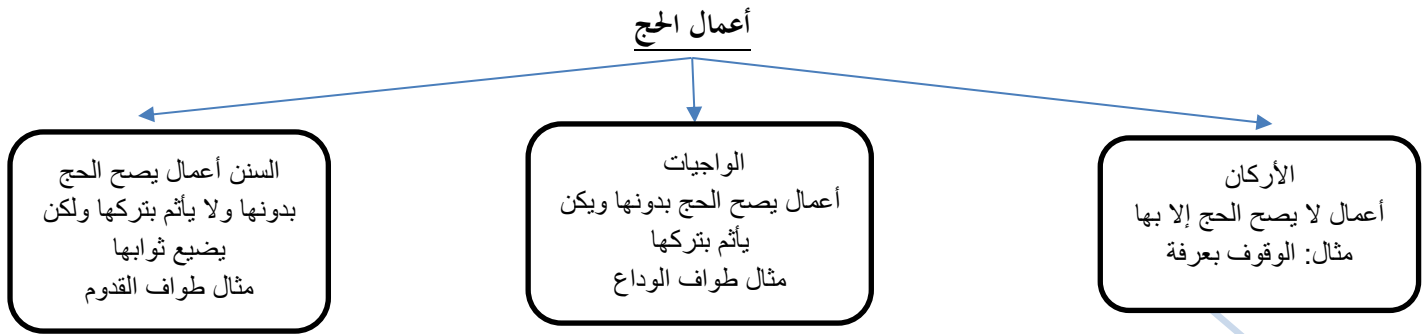 أعمال الحج
الأركان
أعمال لا يصح الحج إلا بها
مثال: الوقوف بعرفة
الواجيات
أعمال يصح الحج بدونها ويكن
يأثم بتركها
مثال طواف الوداع
السنن أعمال يصح الحج
بدونها ولا يأثم بتركها ولكن
يضيع ثوابها
مثال طواف القدوم